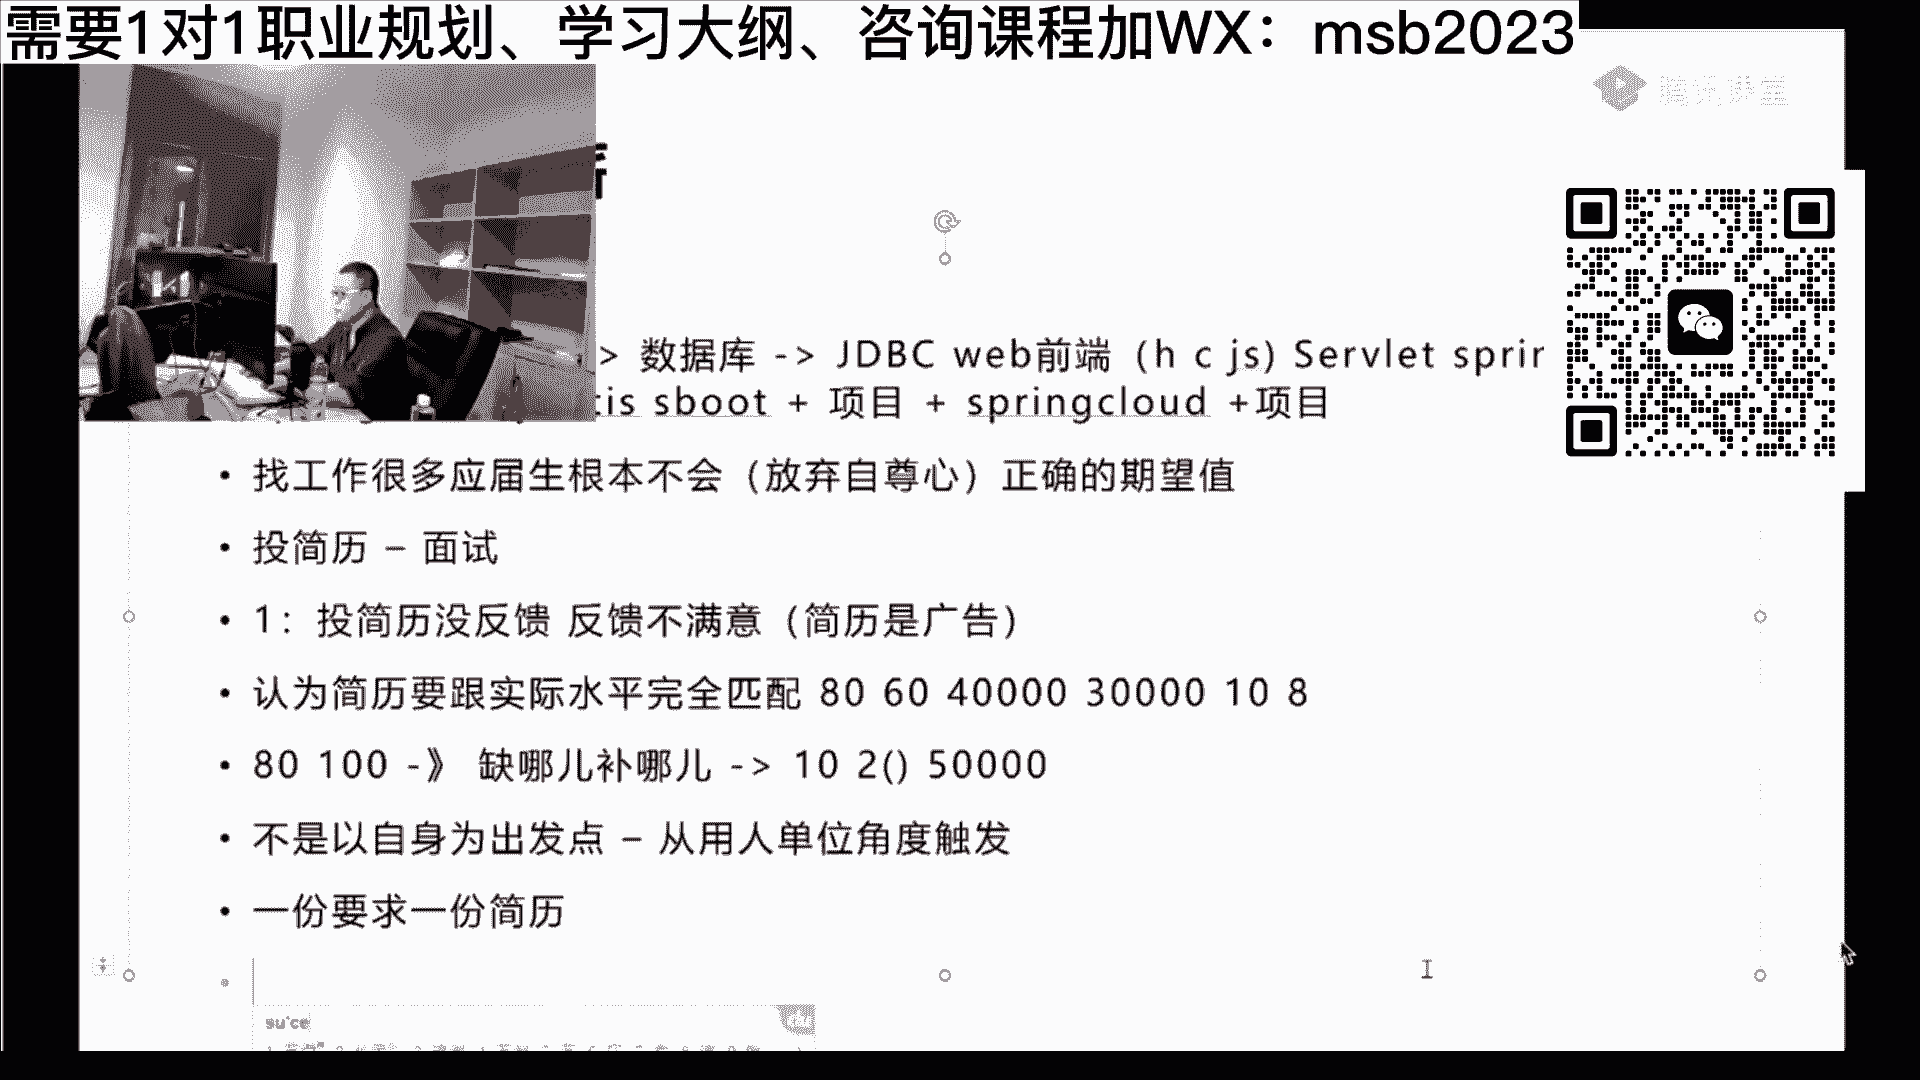 需要1对1职业规划、学习大纲、咨询课程加WX：msb2023
腾讯课堂
> 数据库 -> JDBC web前端（h c js) Servlet sprin
tis sboot + 项目 + springcloud +项目
• 找工作很多应届生根本不会（放弃自尊心）正确的期望值
• 投简历 – 面试
• 1：投简历没反馈 反馈不满意（简历是广告）
• 认为简历要跟实际水平完全匹配 80 60 40000 30000 10 8
• 80 100 -》 缺哪儿补哪儿 -> 10 2() 50000
• 不是以自身为出发点 – 从用人单位角度触发
• 一份要求一份简历
su'ce